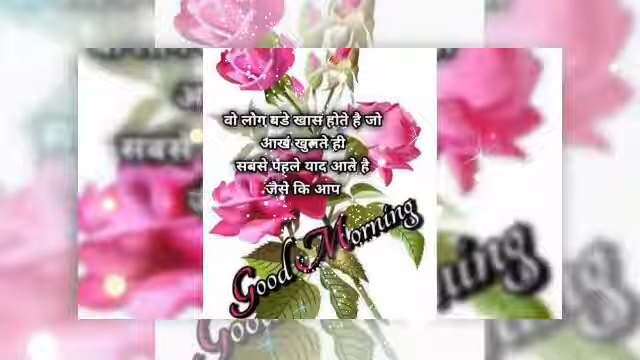 वो लोग बडे खास होते है जो
आखं खुलते ही
सबसे पहले याद आते है
जैसे कि आप
Good Morning